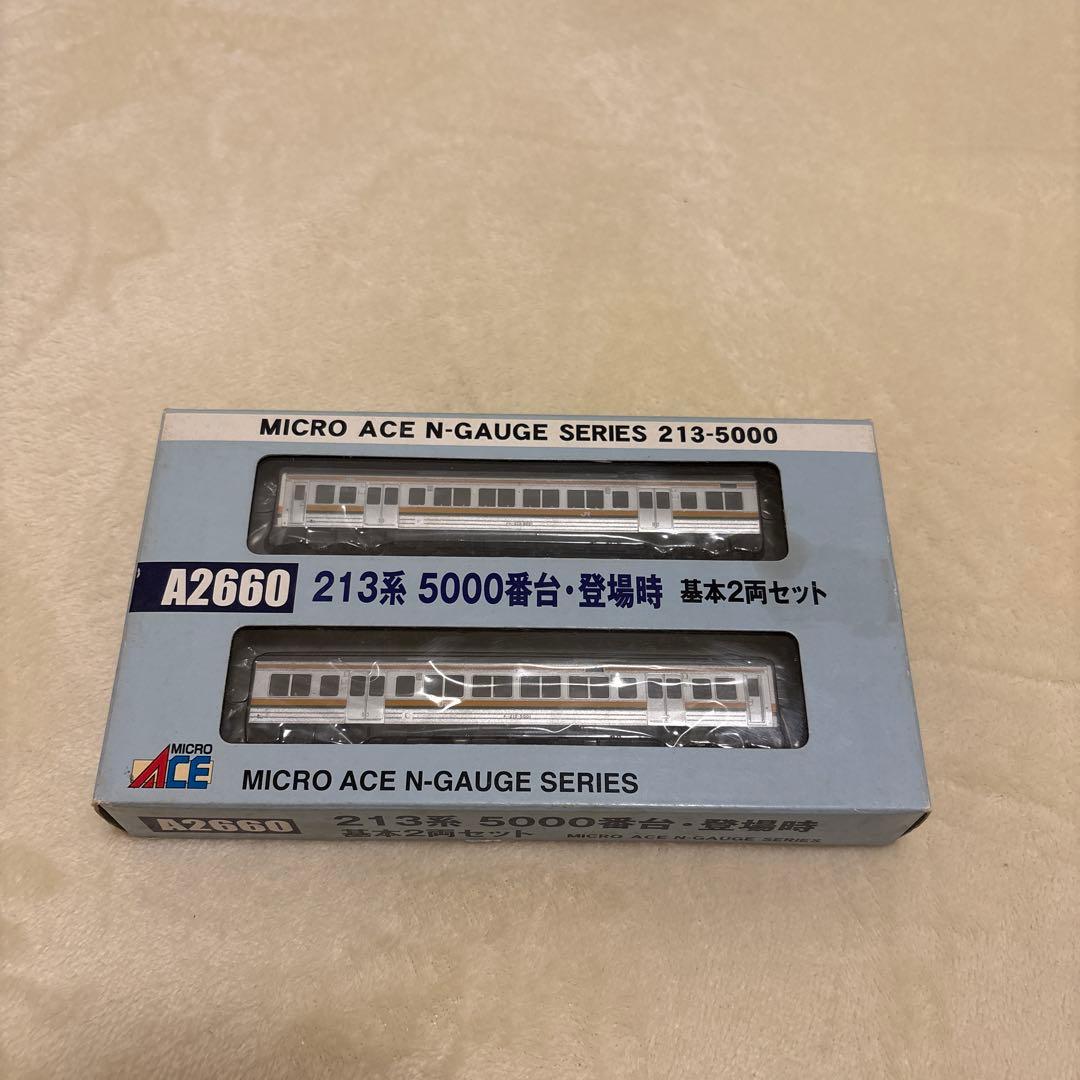 MICRO ACE N-GAUGE SERIES 213-5000
A2660 213系 5000番台・登場時 基本2両セット
MICRO
ACE
MICRO ACE N-GAUGE SERIES
A2660 213系 5000番台・登場時
基本2両セット MICRO ACE N-GAUGE SERIES